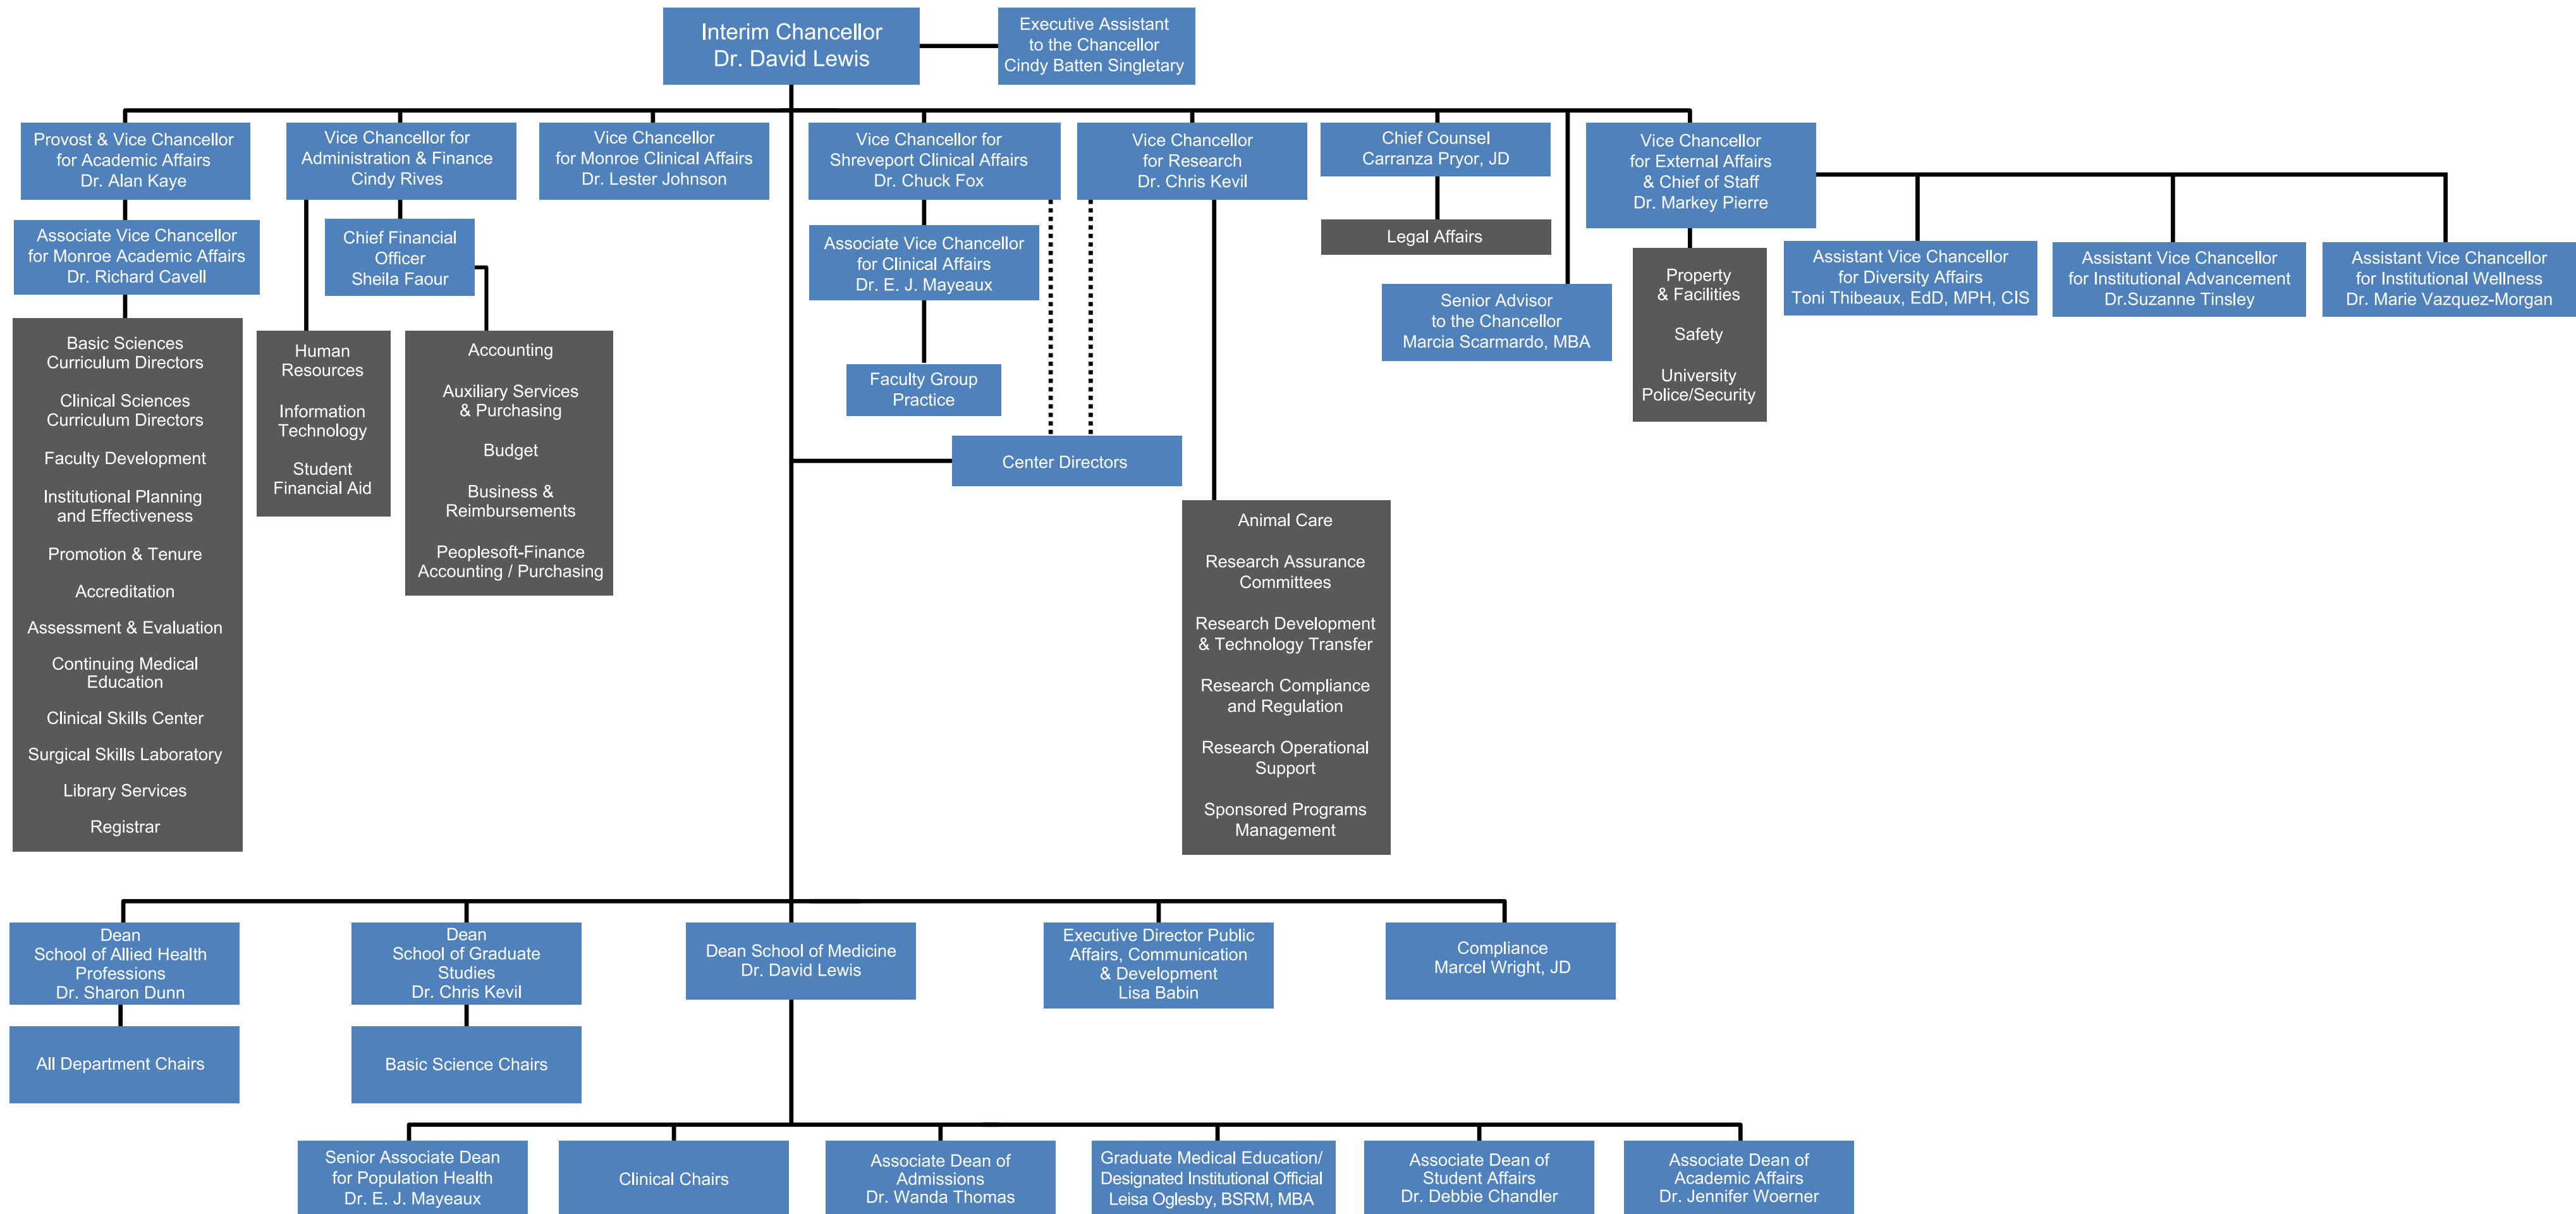 Interim Chancellor
Dr. David Lewis
Executive Assistant
to the Chancellor
Cindy Batten Singletary
Provost & Vice Chancellor
for Academic Affairs
Dr. Alan Kaye
Vice Chancellor for
Administration & Finance
Cindy Rives
Vice Chancellor
for Monroe Clinical Affairs
Dr. Lester Johnson
Vice Chancellor for
Shreveport Clinical Affairs
Dr. Chuck Fox
Vice Chancellor
for Research
Dr. Chris Kevil
Chief Counsel
Carranza Pryor, JD
Vice Chancellor
for External Affairs
& Chief of Staff
Dr. Markey Pierre
Associate Vice Chancellor
for Monroe Academic Affairs
Dr. Richard Cavell
Chief Financial
Officer
Sheila Faour
Associate Vice Chancellor
for Clinical Affairs
Dr. E. J. Mayeaux
Legal Affairs
Senior Advisor
to the Chancellor
Marcia Scarmardo, MBA
Property
& Facilities
Safety
University
Police/Security
Assistant Vice Chancellor
for Diversity Affairs
Toni Thibeaux, EdD, MPH, CIS
Assistant Vice Chancellor
for Institutional Advancement
Dr.Suzanne Tinsley
Assistant Vice Chancellor
for Institutional Wellness
Dr. Marie Vazquez-Morgan
Basic Sciences
Curriculum Directors
Clinical Sciences
Curriculum Directors
Faculty Development
Institutional Planning
and Effectiveness
Promotion & Tenure
Accreditation
Assessment & Evaluation
Continuing Medical
Education
Clinical Skills Center
Surgical Skills Laboratory
Library Services
Registrar
Human
Resources
Information
Technology
Student
Financial Aid
Accounting
Auxiliary Services
& Purchasing
Budget
Business &
Reimbursements
Peoplesoft-Finance
Accounting / Purchasing
Faculty Group
Practice
Center Directors
Animal Care
Research Assurance
Committees
Research Development
& Technology Transfer
Research Compliance
and Regulation
Research Operational
Support
Sponsored Programs
Management
Dean
School of Allied Health
Professions
Dr. Sharon Dunn
Dean
School of Graduate
Studies
Dr. Chris Kevil
Dean School of Medicine
Dr. David Lewis
Executive Director Public
Affairs, Communication
& Development
Lisa Babin
Compliance
Marcel Wright, JD
All Department Chairs
Basic Science Chairs
Senior Associate Dean
for Population Health
Dr. E. J. Mayeaux
Clinical Chairs
Associate Dean of
Admissions
Dr. Wanda Thomas
Graduate Medical Education/
Designated Institutional Official
Leisa Oglesby, BSRM, MBA
Associate Dean of
Student Affairs
Dr. Debbie Chandler
Associate Dean of
Academic Affairs
Dr. Jennifer Woerner